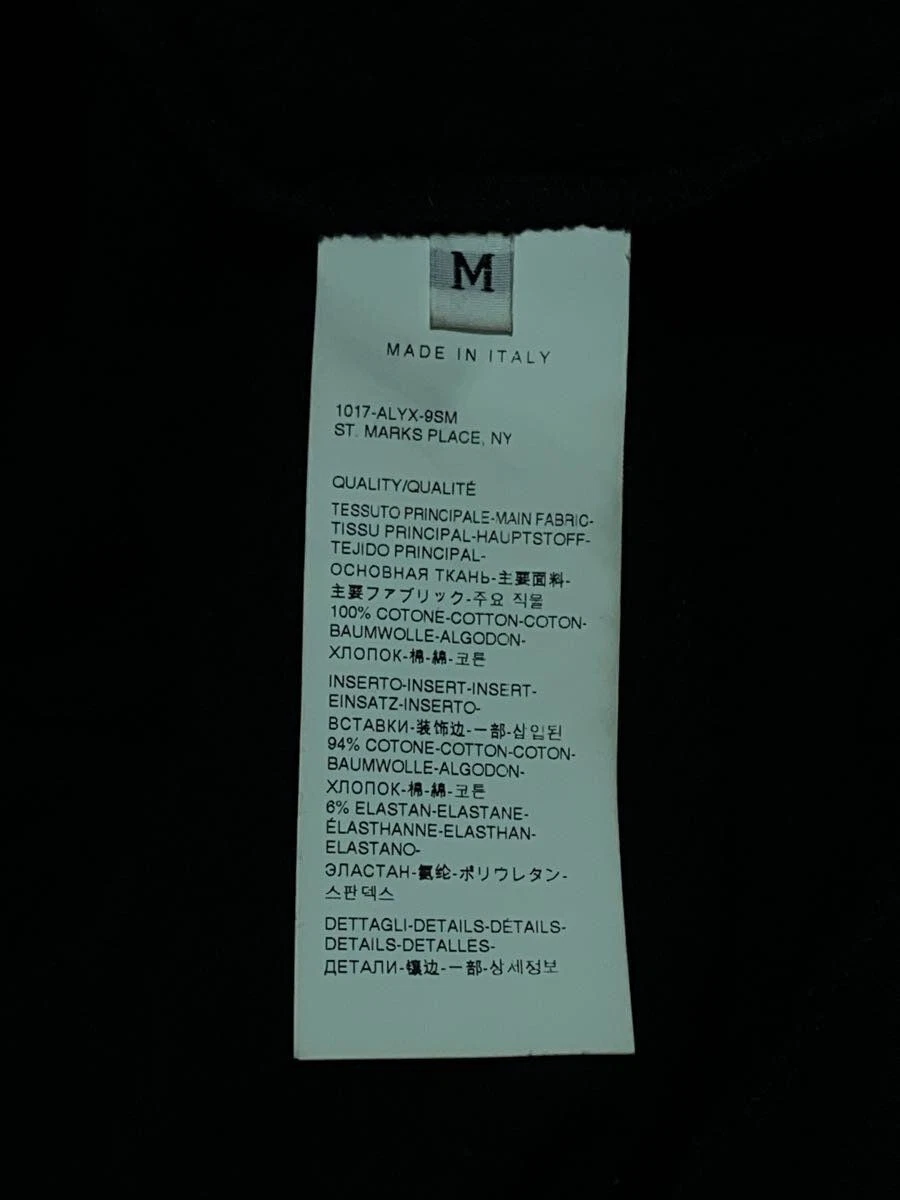 M
MADE IN ITALY
1017-ALYX-9SM
ST. MARKS PLACE, NY
QUALITY/QUALITÉ
TESSUTO PRINCIPALE-MAIN FABRIC-
TISSU PRINCIPAL-HAUPTSTOFF-
TEJIDO PRINCIPAL-
ОСНОВНАЯ ТКАНЬ-主要面料-
主要ファブリック-주요 직물
100% COTONE-COTTON-COTON-
BAUMWOLLE-ALGODON-
ХЛОПОК-棉-綿-코튼
INSERTO-INSERT-INSERT-
EINSATZ-INSERTO-
ВСТАВКИ-装饰边-一部-삽입된
94% COTONE-COTTON-COTON-
BAUMWOLLE-ALGODON-
ХЛОПОК-棉-綿-코튼
6% ELASTAN-ELASTANE-
ÉLASTHANNE-ELASTHAN-
ELASTANO-
ЭЛАСТАН-氨纶-ポリウレタン-
스판덱스
DETTAGLI-DETAILS-DÉTAILS-
DETAILS-DETALLES-
ДЕТАЛИ-镶边-一部-상세정보